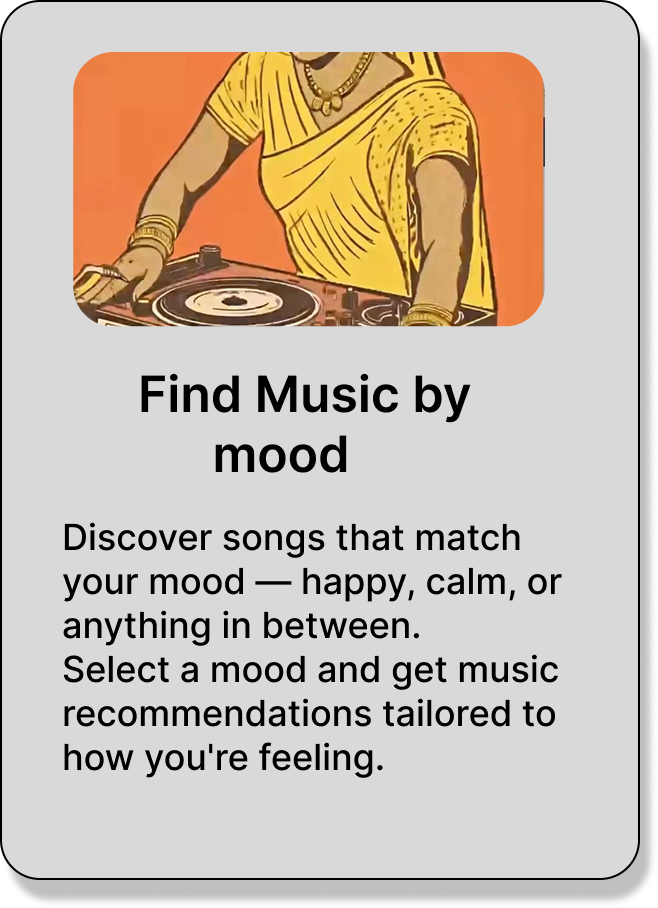 Find Music by
mood
Discover songs that match
your mood — happy, calm, or
anything in between.
Select a mood and get music
recommendations tailored to
how you're feeling.